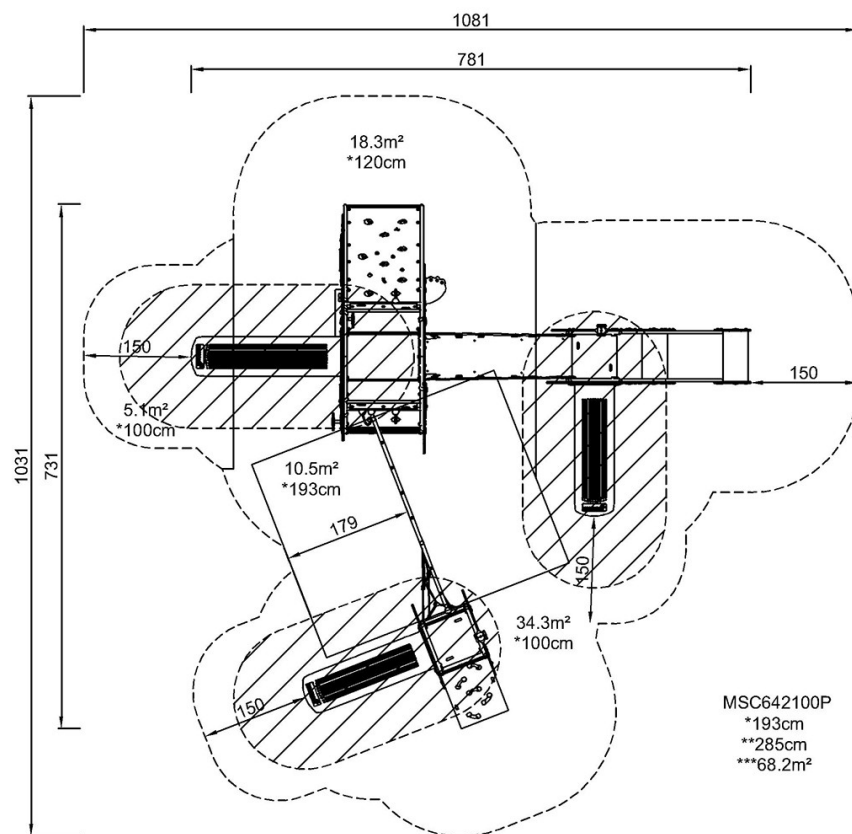 1081
781
18.3m²
*120cm
150
150
5.1m²
*100cm
1031
731
10.5m²
*193cm
179
150
34.3m²
*100cm
150
MSC642100P
*193cm
**285cm
***68.2m²